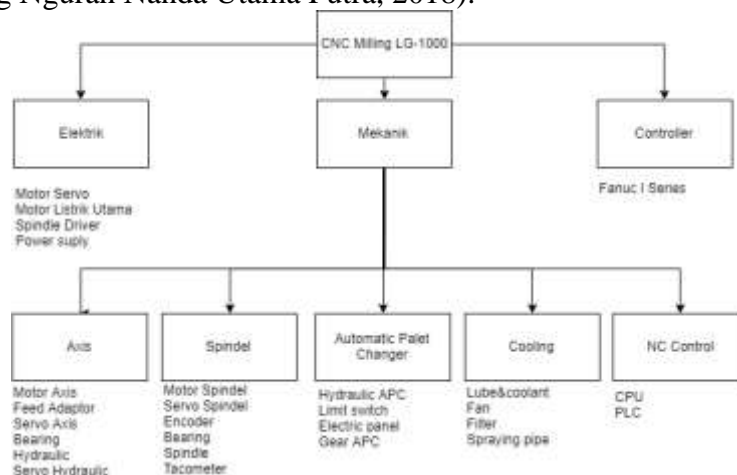 g Ngurah Nanda Utama Putra, 2018).
CNC Milling LG-1000
Elektrik
Mekanik
Controller
Motor Servo
Motor Listrik Utama
Spindle Driver
Power suply
Fanuc I Series
Axis
Spindel
Automatic Palet
Changer
Cooling
NC Control
Motor Axis
Feed Adaptor
Servo Axis
Bearing
Hydraulic
Servo Hydraulic
Motor Spindel
Servo Spindel
Encoder
Bearing
Spindle
Tacometer
Hydraulic APC
Limit switch
Electric panel
Gear APC
Lube&coolant
Fan
Filter
Spraying pipe
CPU
PLC